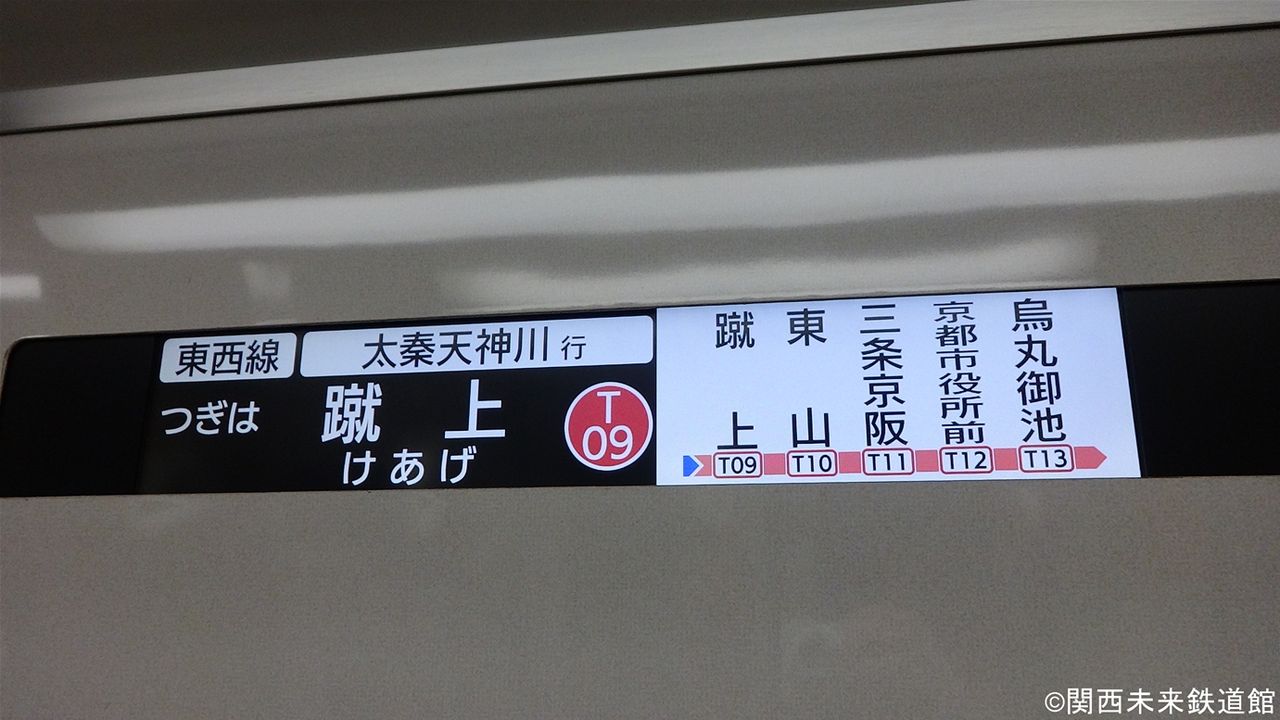 東西線
太秦天神川 行
つぎは
蹴上
けあげ
T
09
蹴上
東山
三条京阪
京都市役所前
烏丸御池
T09
T10
T11
T12
T13
©関西未来鉄道館